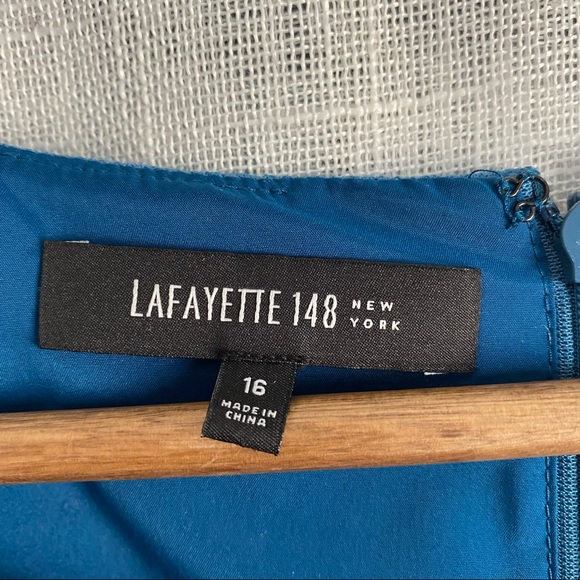 LAFAYETTE 148 NEW YORK
16
MADE IN
CHINA